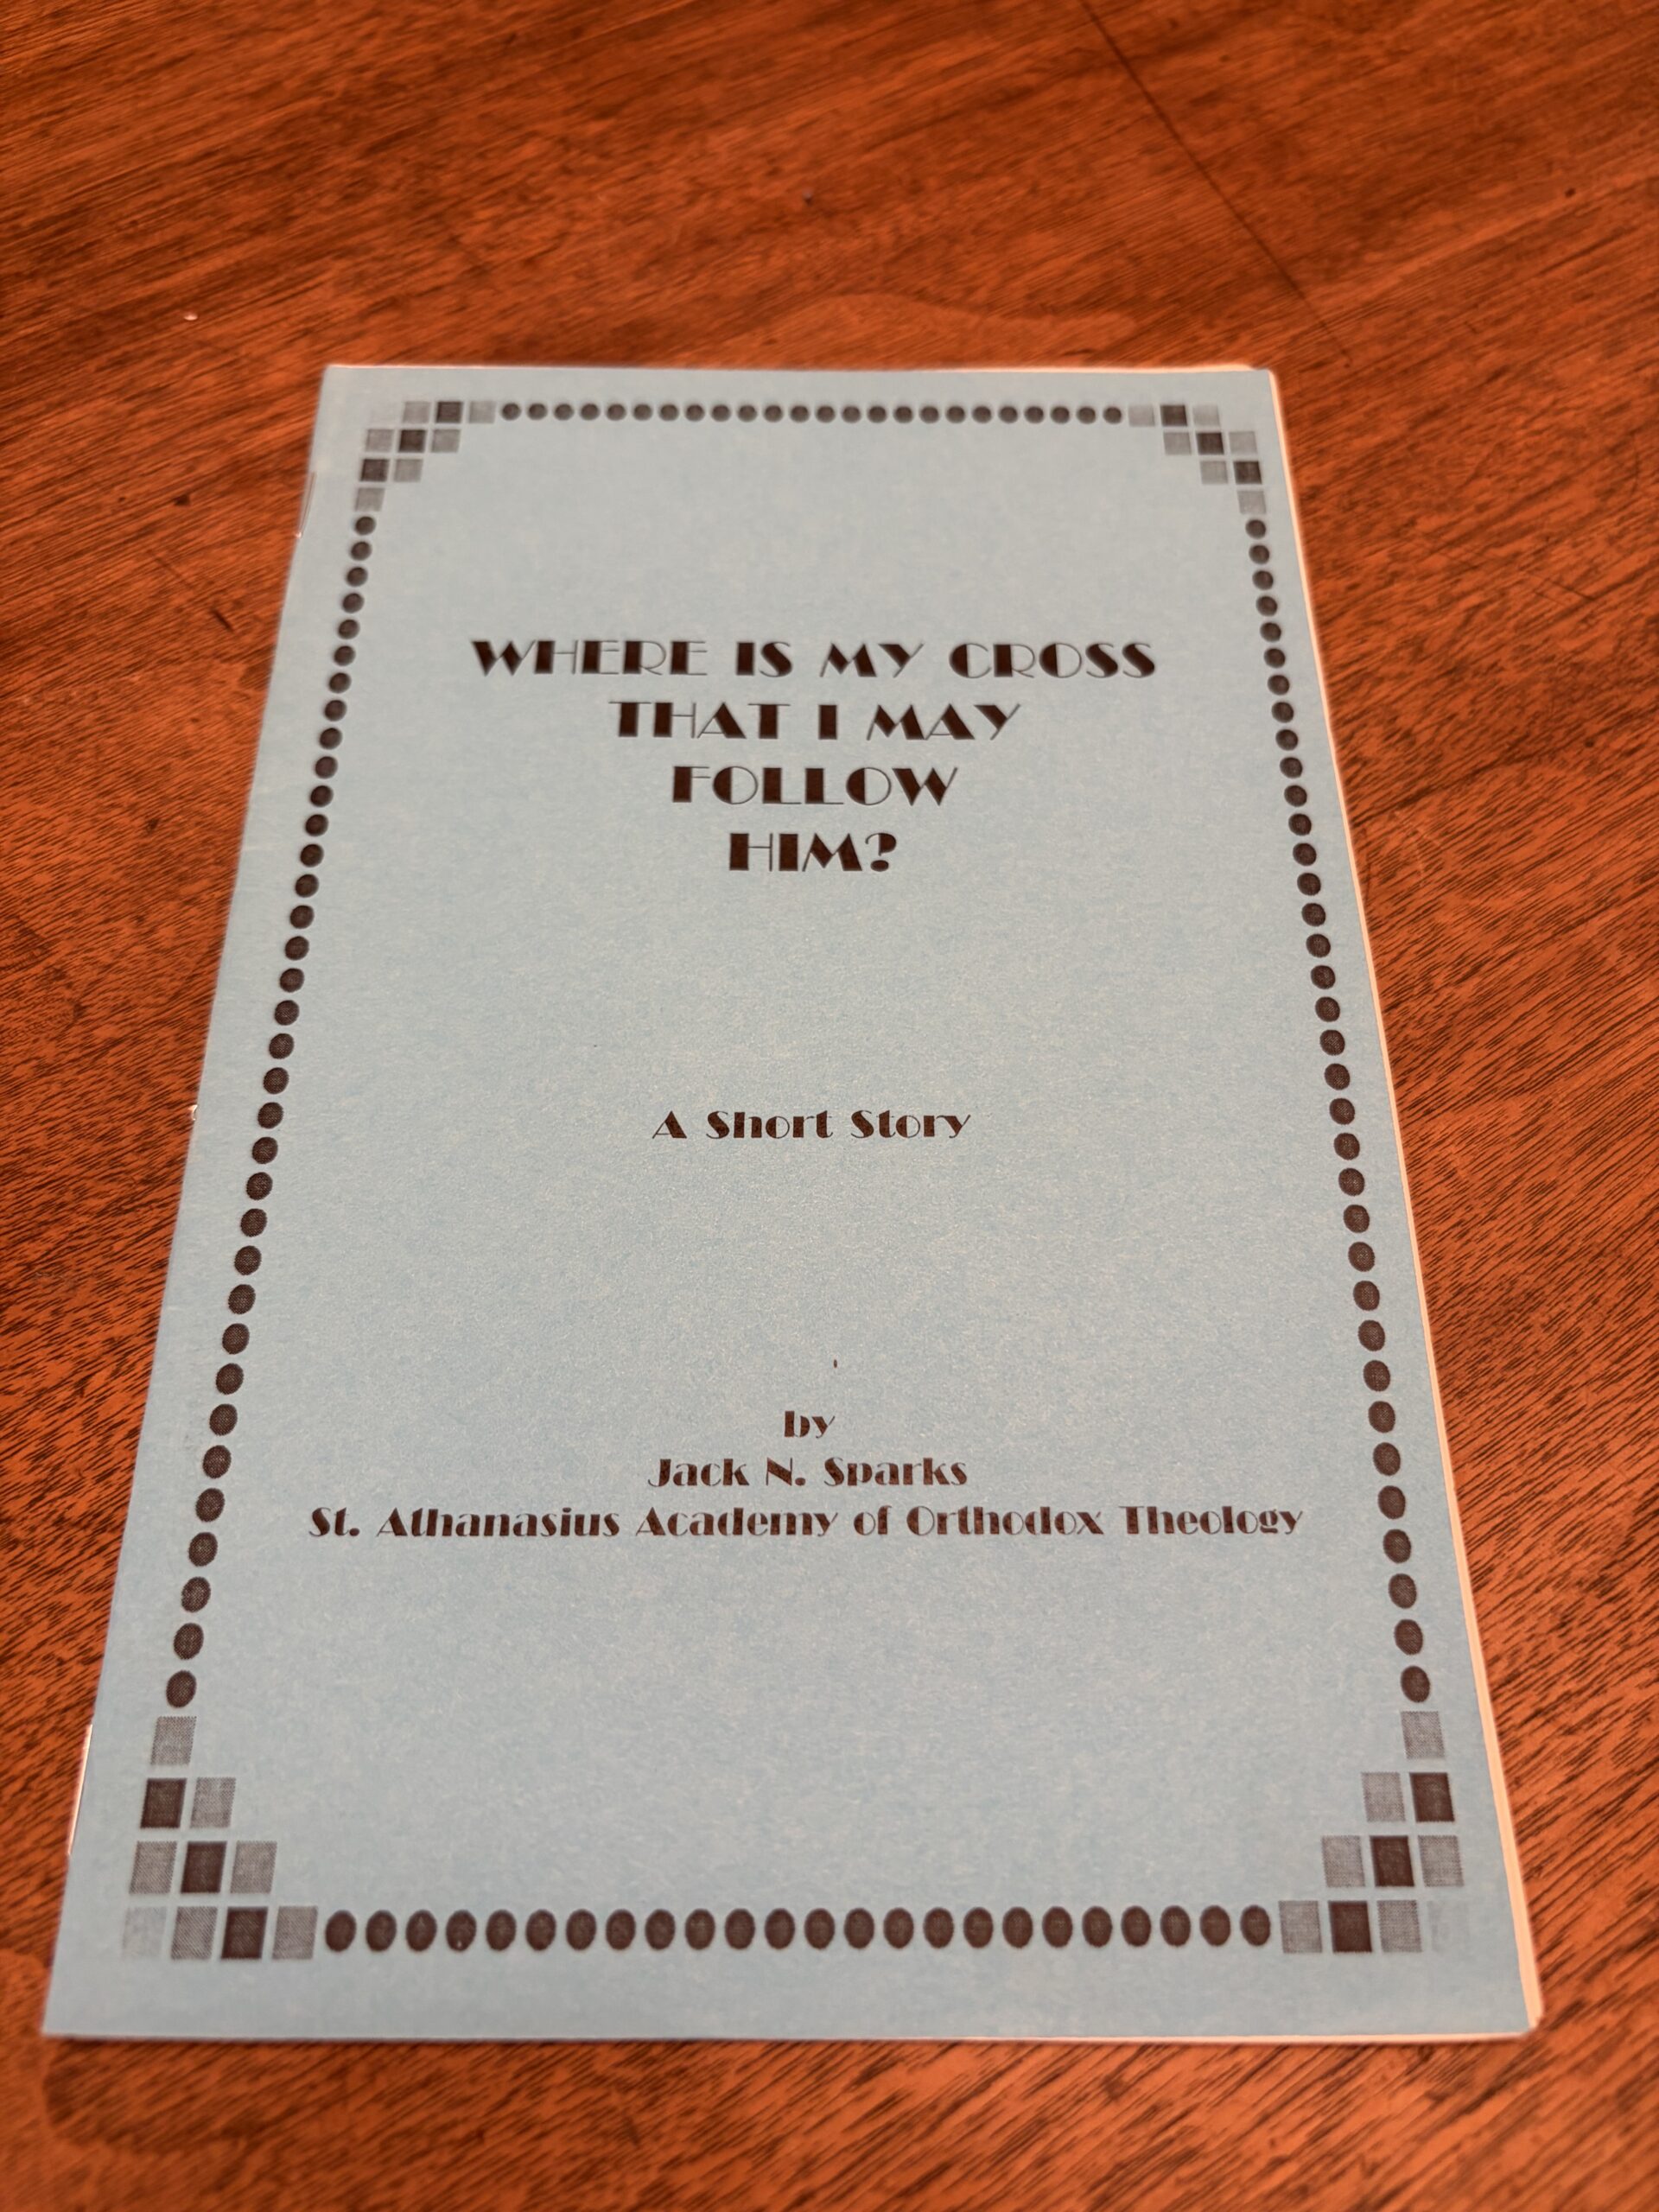 WHERE IS MY CROSS
THAT I MAY
FOLLOW
HIM?
A Short Story
by
Jack N. Sparks
St. Athanasius Academy of Orthodox Theology